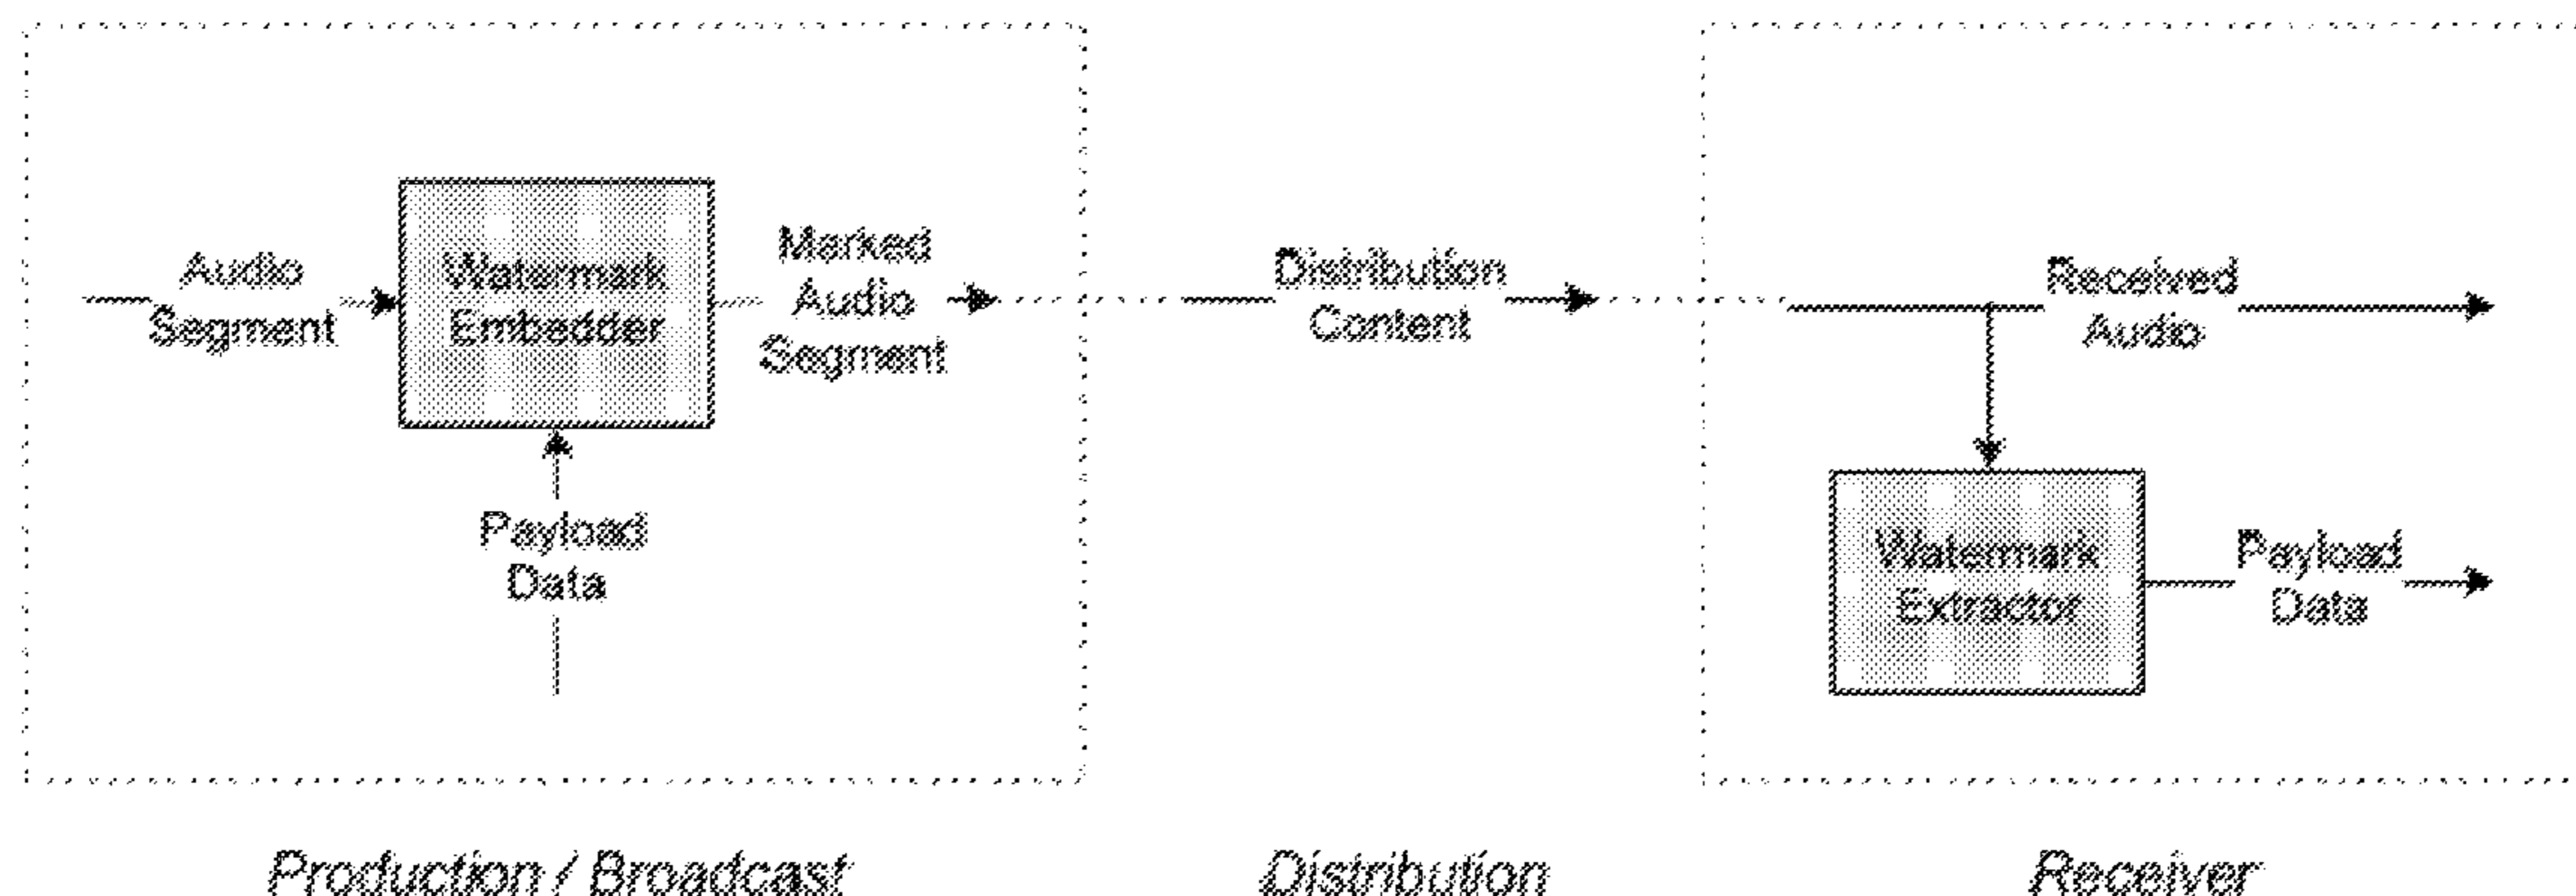 Audio
Segment
Watermark
Embedder
Marked
Audio
Segment
Payload
Data
Distribution
Content
Received
Audio
Watermark
Extractor
Payload
Data
Production / Broadcast
Distribution
Receiver